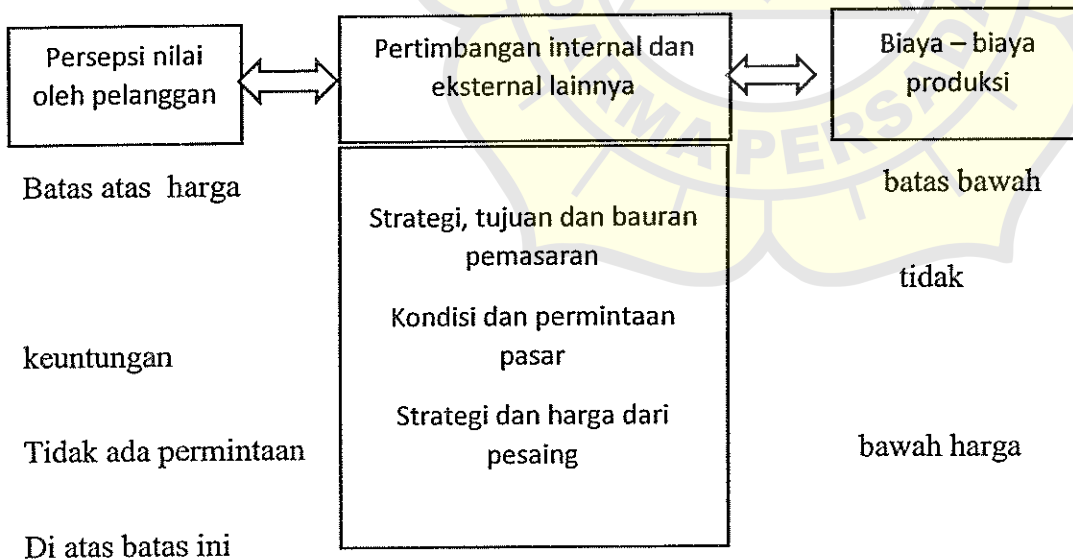 Persepsi nilai
oleh pelanggan
Pertimbangan internal dan
eksternal lainnya
Biaya – biaya
produksi
Batas atas harga
batas bawah
Strategi, tujuan dan bauran
pemasaran
tidak
Kondisi dan permintaan
pasar
keuntungan
Strategi dan harga dari
pesaing
Tidak ada permintaan
bawah harga
Di atas batas ini
RMA PERSAD